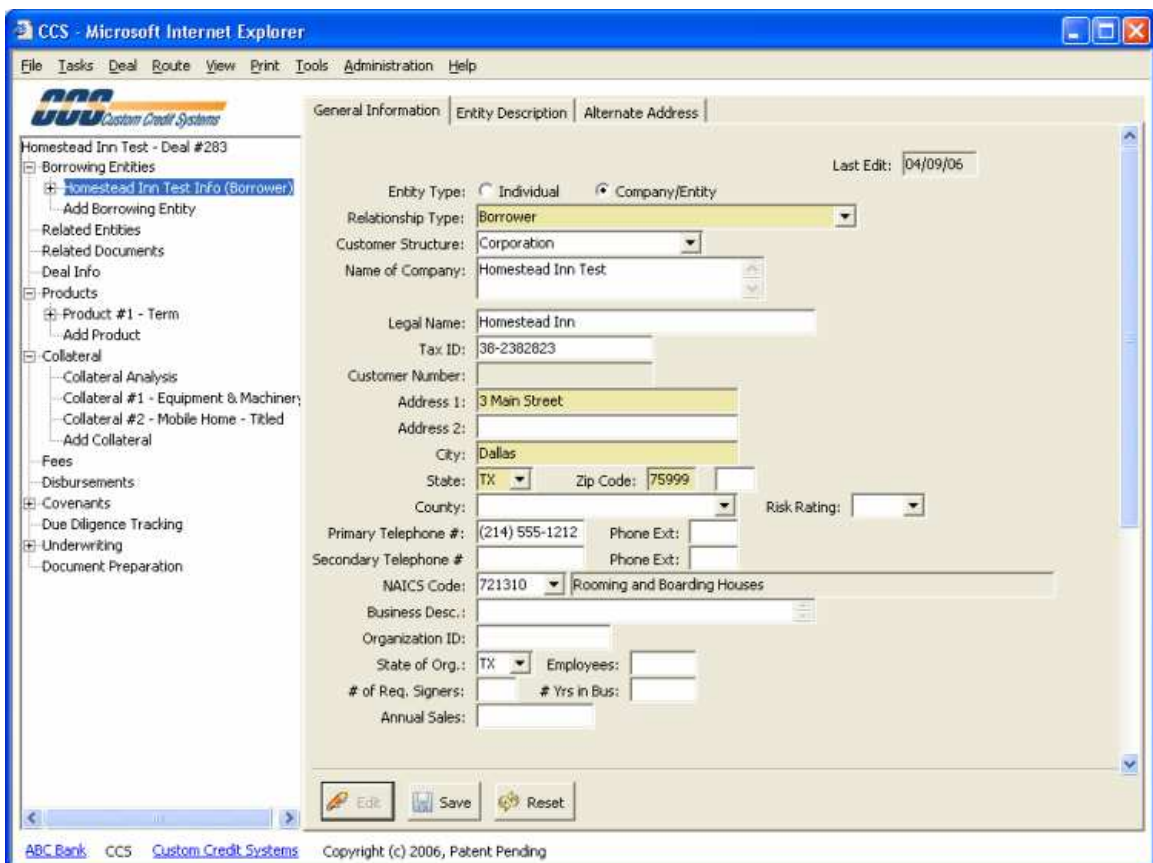 CCS - Microsoft Internet Explorer
File Tasks Deal Route View Print Tools Administration Help
CCS Custom Credit Systems
Homestead Inn Test - Deal #283
Borrowing Entities
Homestead Inn Test Info (Borrower)
Add Borrowing Entity
Related Entities
Related Documents
Deal Info
Products
Product #1 - Term
Add Product
Collateral
Collateral Analysis
Collateral #1 - Equipment & Machinery
Collateral #2 - Mobile Home - Titled
Add Collateral
Fees
Disbursements
Covenants
Due Diligence Tracking
Underwriting
Document Preparation
General Information Entity Description Alternate Address
Last Edit: 04/09/06
Entity Type: Individual Company/Entity
Relationship Type: Borrower
Customer Structure: Corporation
Name of Company: Homestead Inn Test
Legal Name: Homestead Inn
Tax ID: 38-2382823
Customer Number:
Address 1: 3 Main Street
Address 2:
City: Dallas
State: TX Zip Code: 75999
County: Risk Rating:
Primary Telephone #: (214) 555-1212 Phone Ext:
Secondary Telephone # Phone Ext:
NAICS Code: 721310 Rooming and Boarding Houses
Business Desc.:
Organization ID:
State of Org.: TX Employees:
# of Req. Signers: # Yrs in Bus:
Annual Sales:
Edit Save Reset
ABC Bank CCS Custom Credit Systems Copyright (c) 2006, Patent Pending